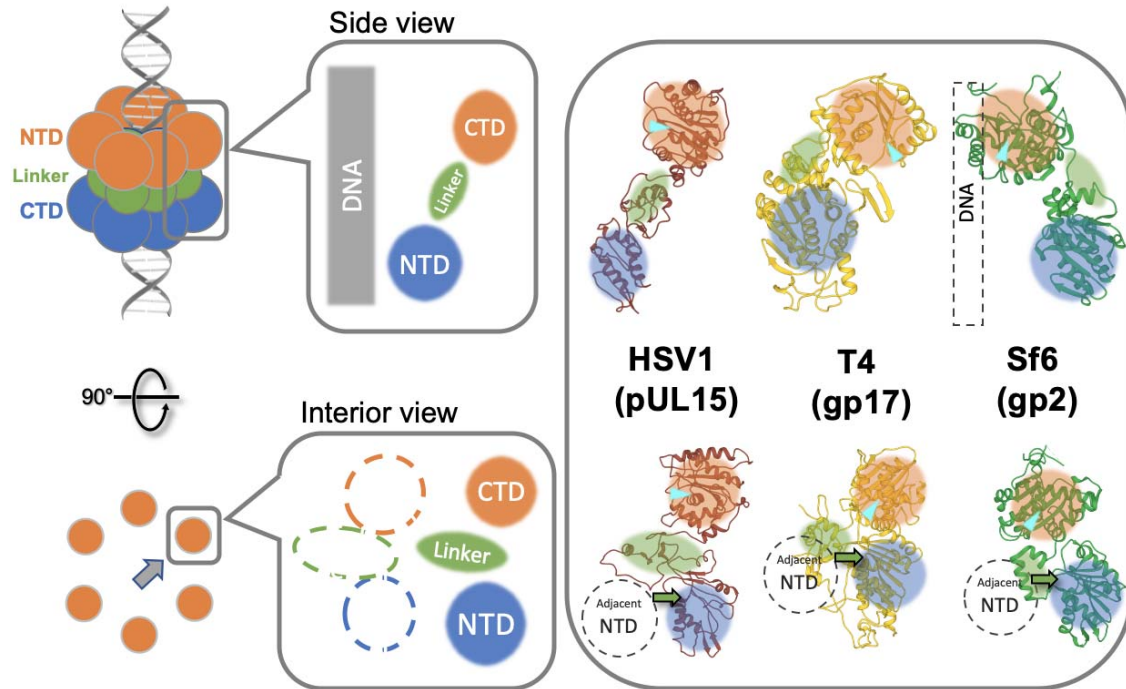 Side view
NTD
Linker
CTD
DNA
CTD
Linker
NTD
DNA
HSV1
(pUL15)
T4
(gp17)
Sf6
(gp2)
90°
Interior view
CTD
Linker
NTD
Adjacent
NTD
Adjacent
NTD
Adjacent
NTD